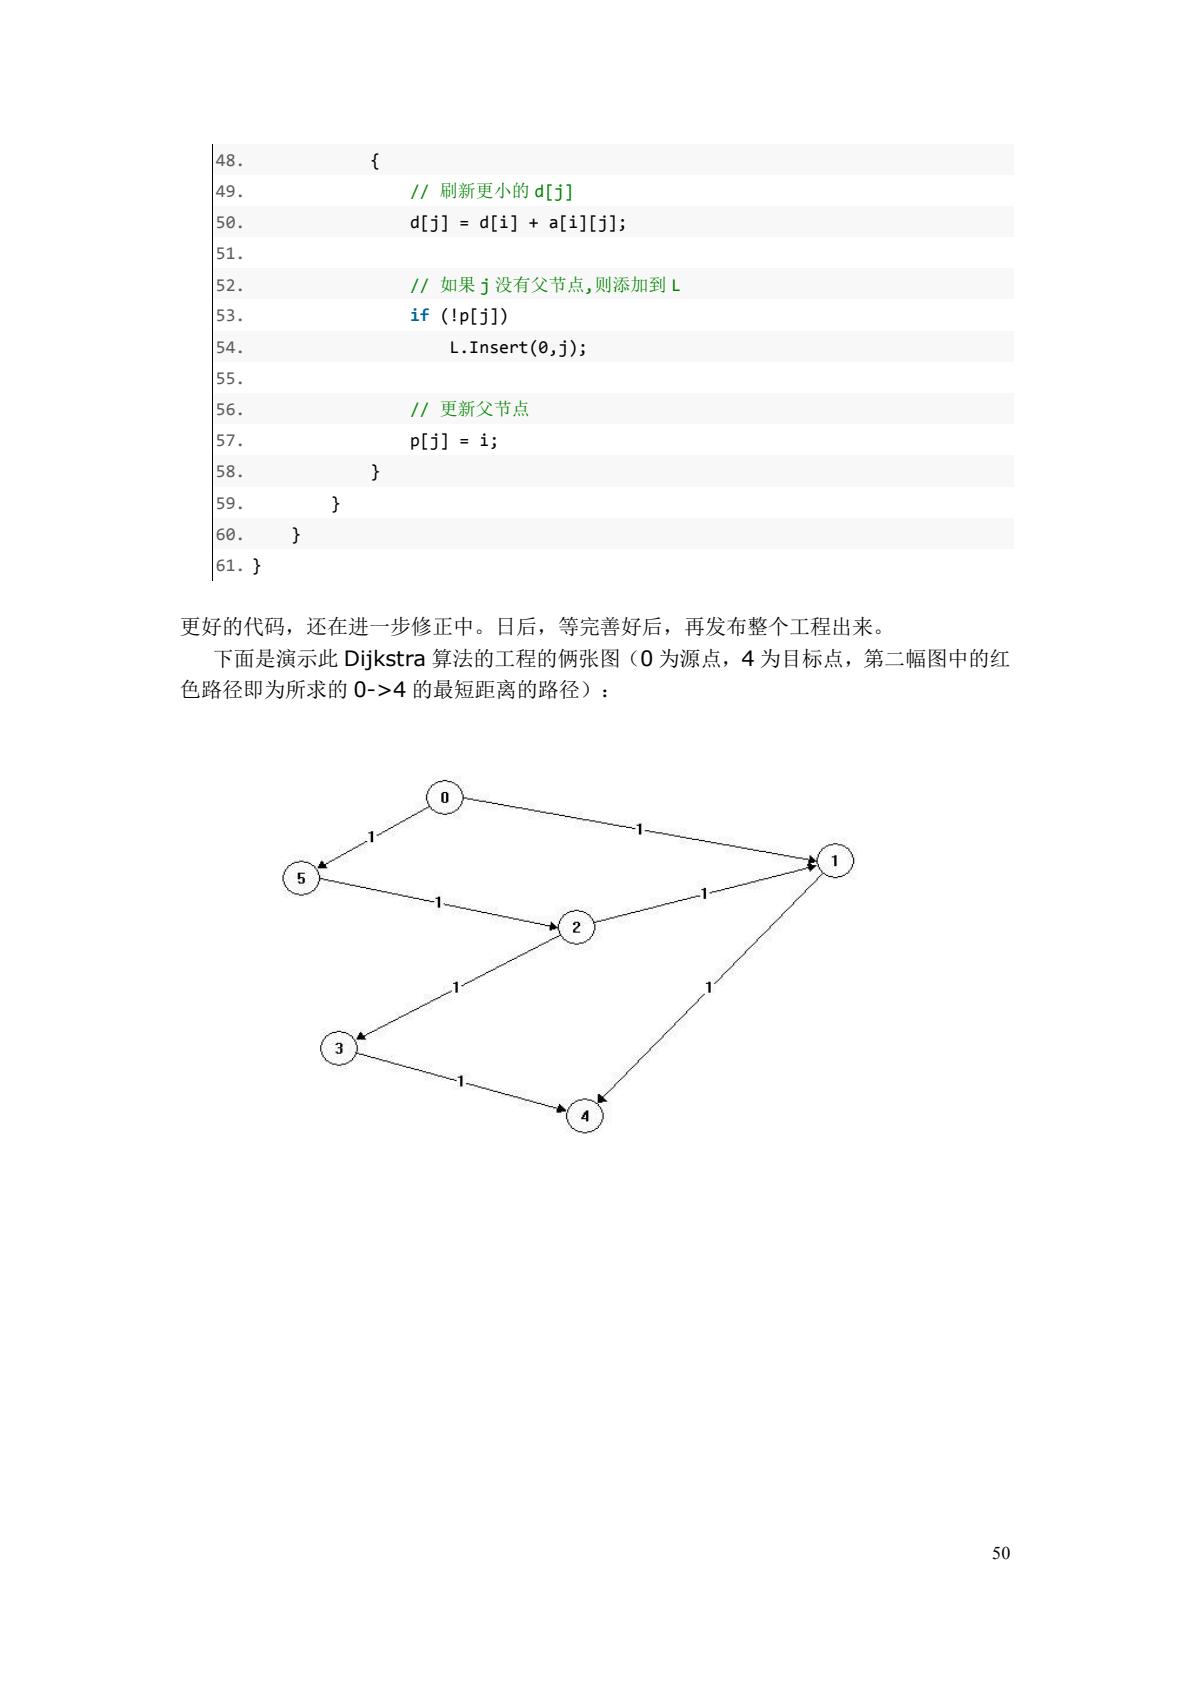 48. {
49. // 刷新更小的 d[j]
50. d[j] = d[i] + a[i][j];
51.
52. // 如果 j 没有父节点,则添加到 L
53. if (!p[j])
54. L.Insert(0,j);
55.
56. // 更新父节点
57. p[j] = i;
58. }
59. }
60. }
61. }
更好的代码，还在进一步修正中。日后，等完善好后，再发布整个工程出来。
下面是演示此 Dijkstra 算法的工程的俩张图（0 为源点，4 为目标点，第二幅图中的红
色路径即为所求的 0->4 的最短距离的路径）：
0
1
1
1
5
1
1
2
1
1
3
1
4
50